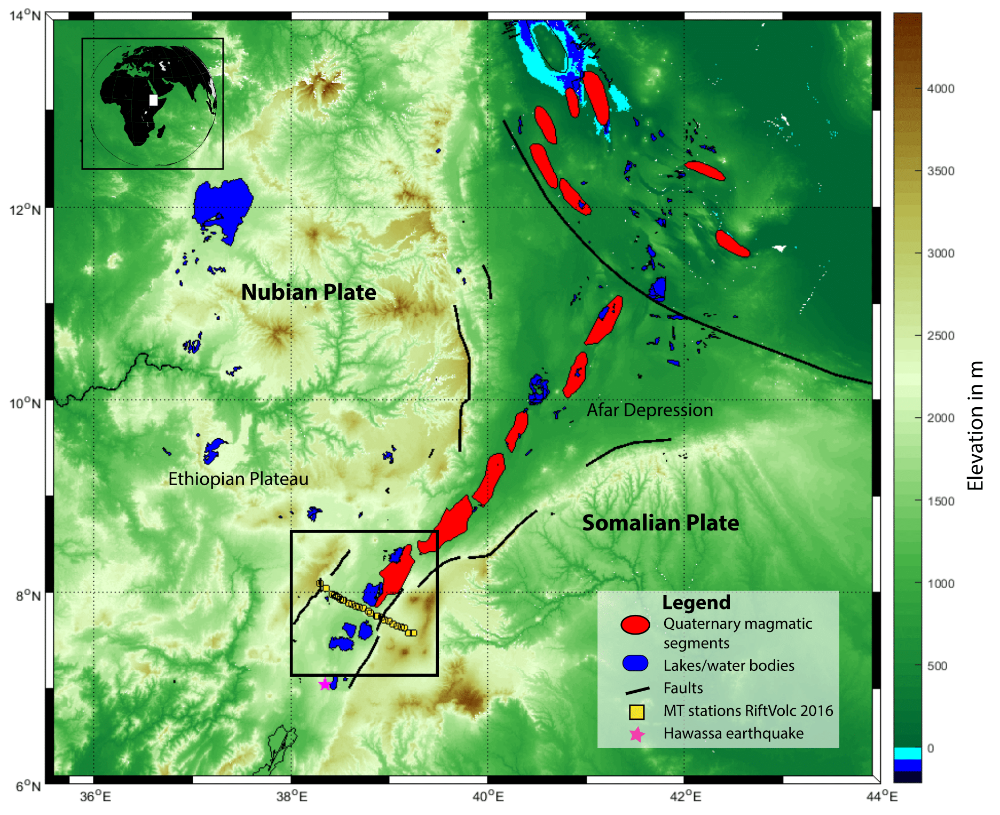 14°N
12°N
10°N
8°N
6°N
36°E
38°E
40°E
42°E
44°E
Nubian Plate
Ethiopian Plateau
Afar Depression
Somalian Plate
Legend
Quaternary magmatic
segments
Lakes/water bodies
Faults
MT stations RiftVolc 2016
Hawassa earthquake
4000
3500
3000
2500
2000
1500
1000
500
0
Elevation in m